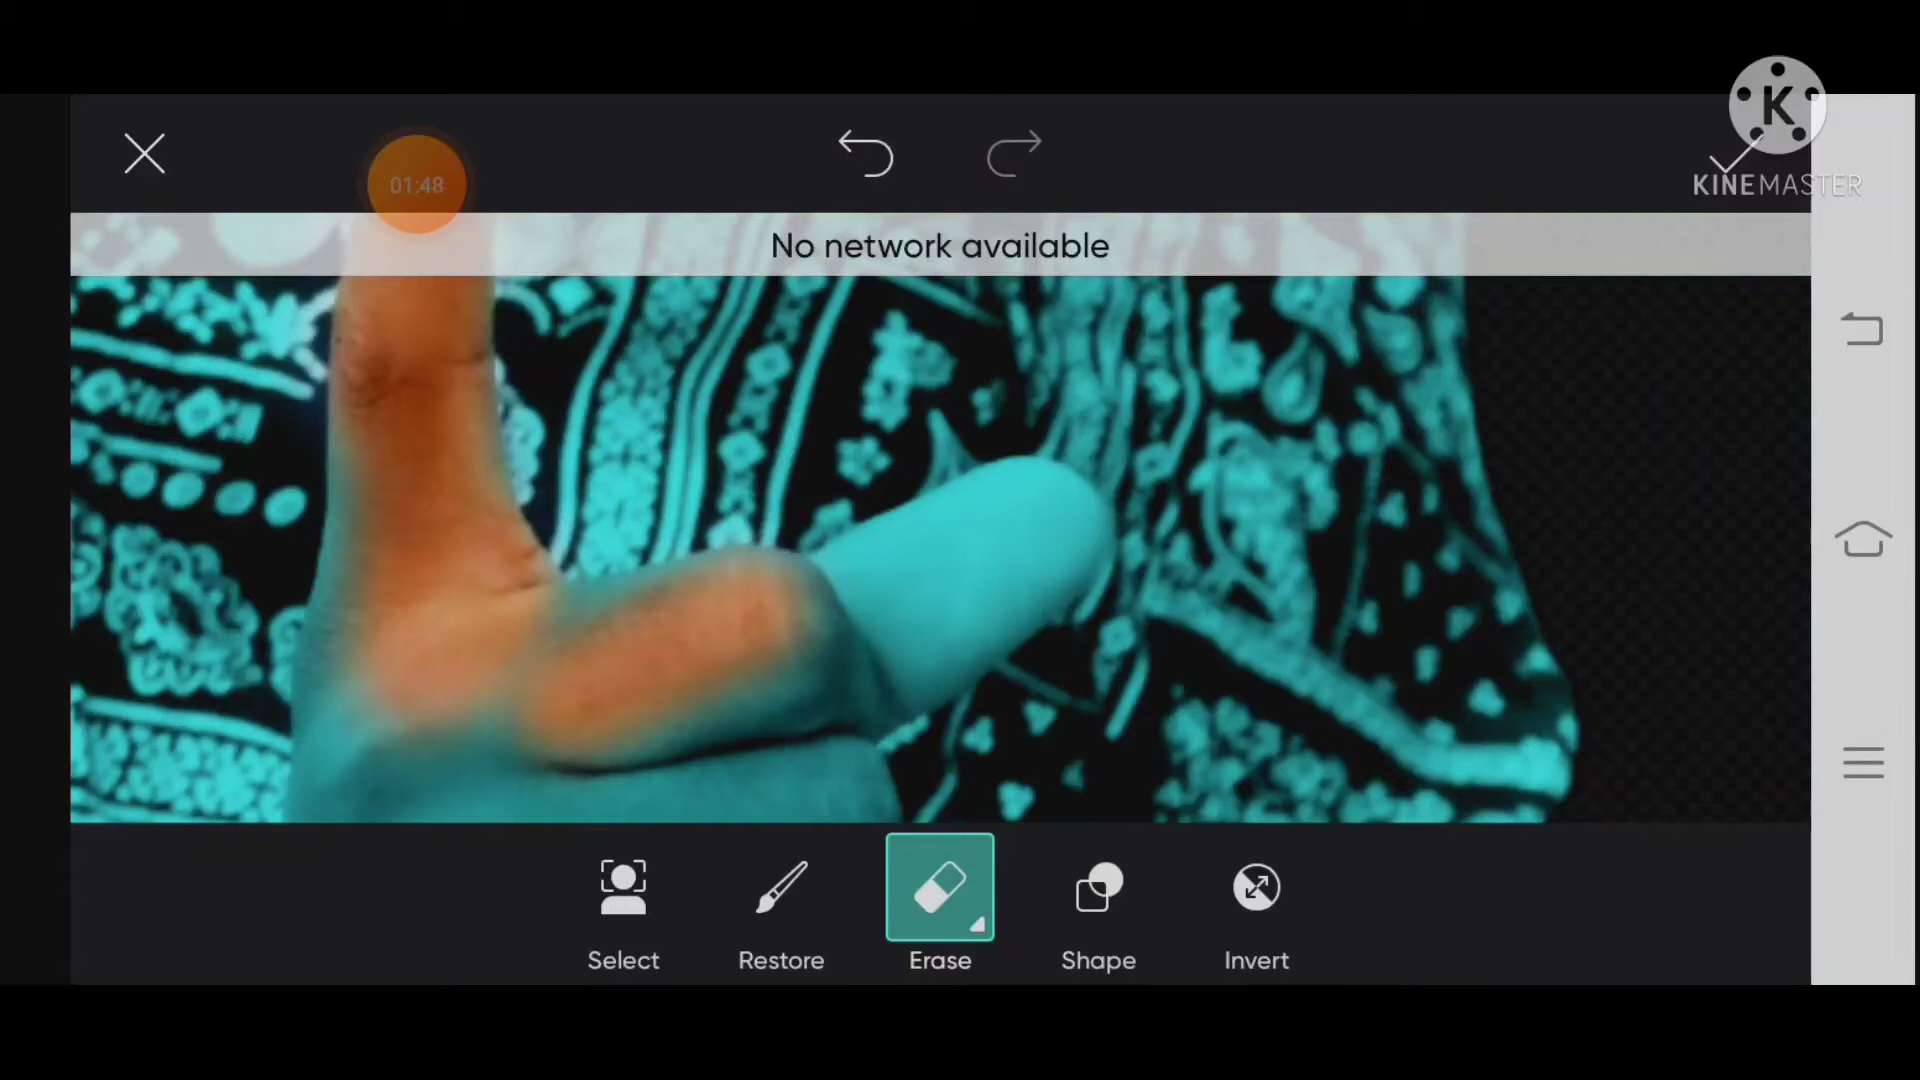 01:48
K
KINEMASTER
No network available
Select
Restore
Erase
Shape
Invert